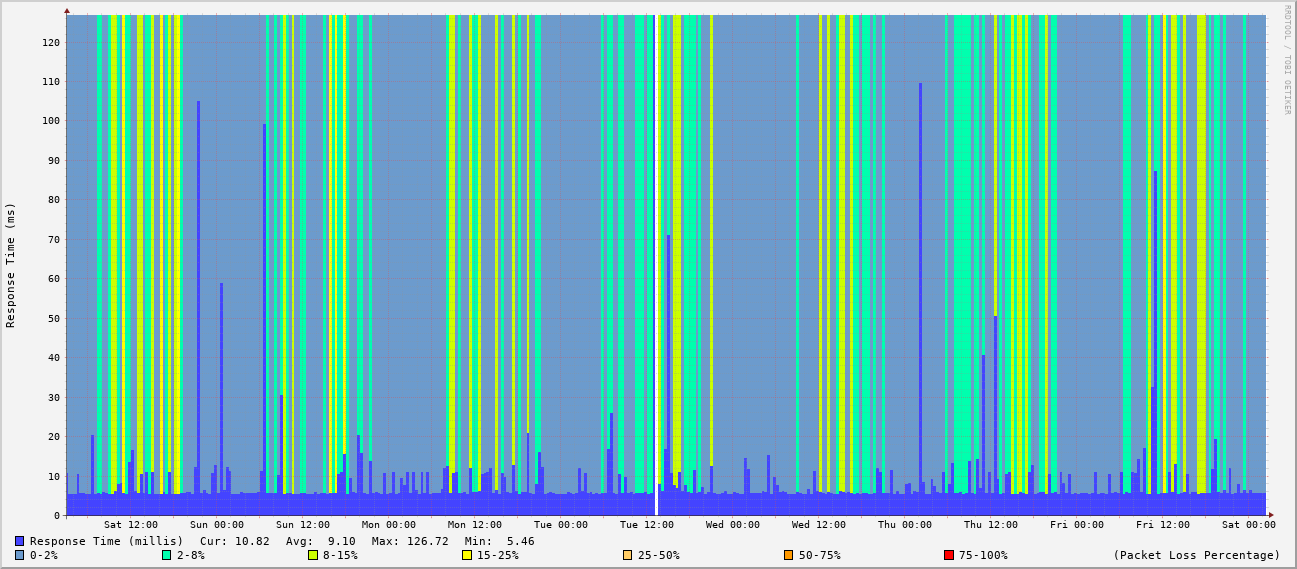 RRDTOOL / TOBI OETIKER
Response Time (ms)
120
110
100
90
80
70
60
50
40
30
20
10
0
Sat 12:00 Sun 00:00 Sun 12:00 Mon 00:00 Mon 12:00 Tue 00:00 Tue 12:00 Wed 00:00 Wed 12:00 Thu 00:00 Thu 12:00 Fri 00:00 Fri 12:00 Sat 00:00
Response Time (millis) Cur: 10.82 Avg: 9.10 Max: 126.72 Min: 5.46
0-2% 2-8% 8-15% 15-25% 25-50% 50-75% 75-100% (Packet Loss Percentage)